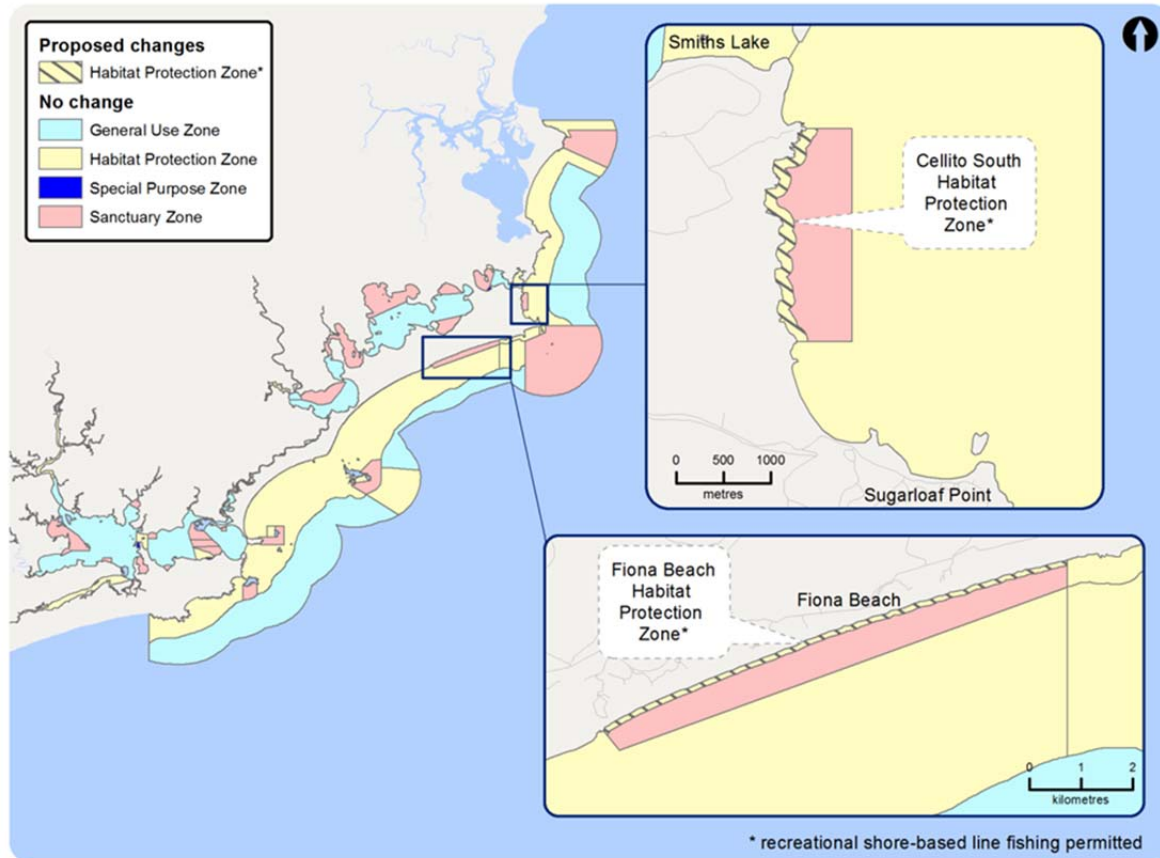 Proposed changes
Habitat Protection Zone*
No change
General Use Zone
Habitat Protection Zone
Special Purpose Zone
Sanctuary Zone
Smiths Lake
Cellito South
Habitat
Protection
Zone*
0 500 1000
metres
Sugarloaf Point
Fiona Beach
Habitat
Protection
Zone*
Fiona Beach
0 1 2
kilometres
* recreational shore-based line fishing permitted